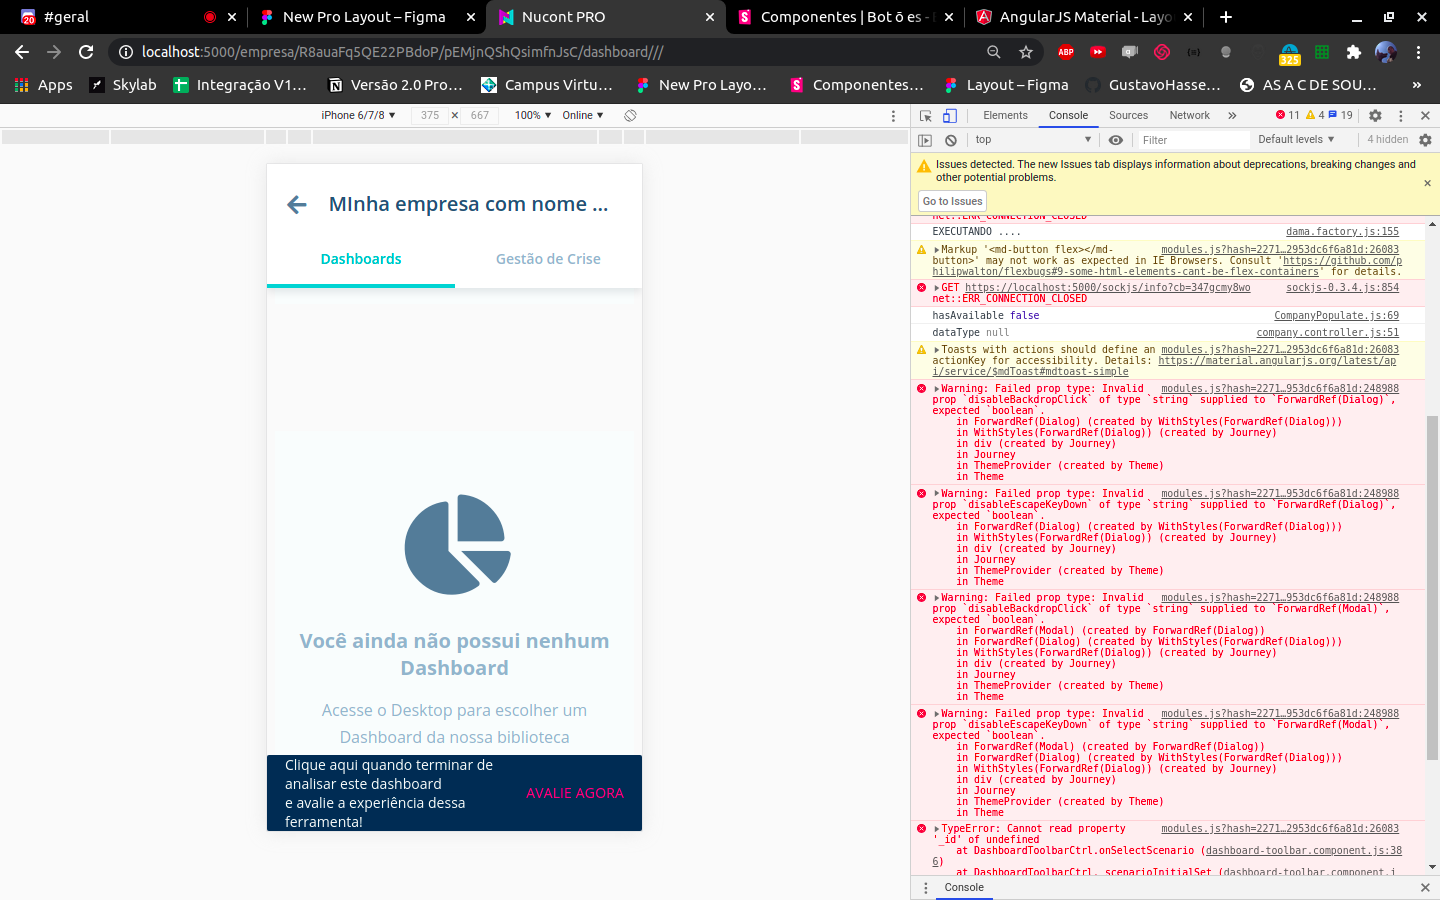 #geral
New Pro Layout – Figma
Nucont PRO
Componentes | Bot õ es -
AngularJS Material - Layo
localhost:5000/empresa/R8auaFq5QE22PBdoP/pEMjnQShQsimfnJsC/dashboard///
ABP
325
Apps
Skylab
Integração V1...
Versão 2.0 Pro...
Campus Virtu...
New Pro Layo...
Componentes...
Layout – Figma
GustavoHasse...
AS A C DE SOU...
»
iPhone 6/7/8 ▼
375 × 667
100% ▼
Online ▼
Elements
Console
Sources
Network
»
11
4
19
top
Filter
Default levels ▼
4 hidden
Issues detected. The new Issues tab displays information about deprecations, breaking changes and
other potential problems.
Go to Issues
net::ERR_CONNECTION_CLOSED
EXECUTANDO .... dama.factory.js:155
Markup '<md-button flex></md- modules.js?hash=2271…2953dc6f6a81d:26083
button>' may not work as expected in IE Browsers. Consult 'https://github.com/p
hilipwalton/flexbugs#9-some-html-elements-cant-be-flex-containers' for details.
GET https://localhost:5000/sockjs/info?cb=347gcmy8wo sockjs-0.3.4.js:854
net::ERR_CONNECTION_CLOSED
hasAvailable false CompanyPopulate.js:69
dataType null company.controller.js:51
Toasts with actions should define an modules.js?hash=2271…2953dc6f6a81d:26083
actionKey for accessibility. Details: https://material.angularjs.org/latest/ap
i/service/$mdToast#mdtoast-simple
Warning: Failed prop type: Invalid modules.js?hash=2271…953dc6f6a81d:248988
prop `disableBackdropClick` of type `string` supplied to `ForwardRef(Dialog)`,
expected `boolean`.
in ForwardRef(Dialog) (created by WithStyles(ForwardRef(Dialog)))
in WithStyles(ForwardRef(Dialog)) (created by Journey)
in div (created by Journey)
in Journey
in ThemeProvider (created by Theme)
in Theme
Warning: Failed prop type: Invalid modules.js?hash=2271…953dc6f6a81d:248988
prop `disableEscapeKeyDown` of type `string` supplied to `ForwardRef(Dialog)`,
expected `boolean`.
in ForwardRef(Dialog) (created by WithStyles(ForwardRef(Dialog)))
in WithStyles(ForwardRef(Dialog)) (created by Journey)
in div (created by Journey)
in Journey
in ThemeProvider (created by Theme)
in Theme
Warning: Failed prop type: Invalid modules.js?hash=2271…953dc6f6a81d:248988
prop `disableBackdropClick` of type `string` supplied to `ForwardRef(Modal)`,
expected `boolean`.
in ForwardRef(Modal) (created by ForwardRef(Dialog))
in ForwardRef(Dialog) (created by WithStyles(ForwardRef(Dialog)))
in WithStyles(ForwardRef(Dialog)) (created by Journey)
in div (created by Journey)
in Journey
in ThemeProvider (created by Theme)
in Theme
Warning: Failed prop type: Invalid modules.js?hash=2271…953dc6f6a81d:248988
prop `disableEscapeKeyDown` of type `string` supplied to `ForwardRef(Modal)`,
expected `boolean`.
in ForwardRef(Modal) (created by ForwardRef(Dialog))
in ForwardRef(Dialog) (created by WithStyles(ForwardRef(Dialog)))
in WithStyles(ForwardRef(Dialog)) (created by Journey)
in div (created by Journey)
in Journey
in ThemeProvider (created by Theme)
in Theme
TypeError: Cannot read property modules.js?hash=2271…2953dc6f6a81d:26083
'_id' of undefined
at DashboardToolbarCtrl.onSelectScenario (dashboard-toolbar.component.js:38
6)
at DashboardToolbarCtrl. scenarioInitialSet (dashboard-toolbar.component.j
Console
MInha empresa com nome ...
Dashboards
Gestão de Crise
Você ainda não possui nenhum
Dashboard
Acesse o Desktop para escolher um
Dashboard da nossa biblioteca
Clique aqui quando terminar de
analisar este dashboard
e avalie a experiência dessa
ferramenta!
AVALIE AGORA